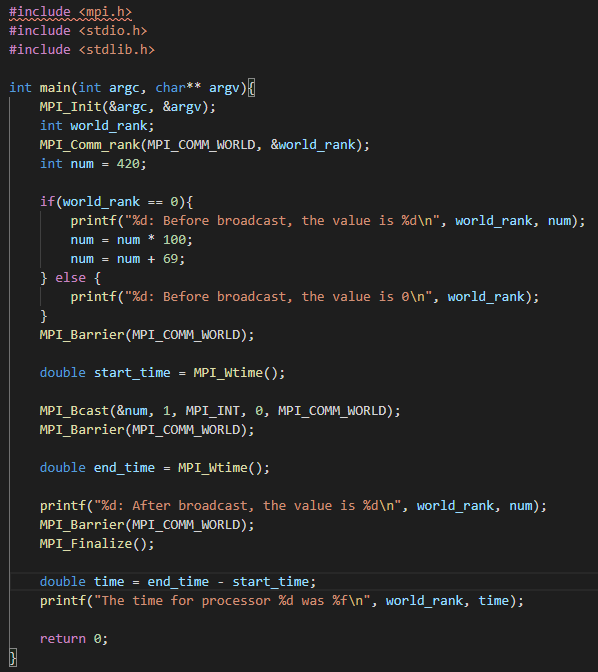 #include <mpi.h>
#include <stdio.h>
#include <stdlib.h>

int main(int argc, char** argv){
    MPI_Init(&argc, &argv);
    int world_rank;
    MPI_Comm_rank(MPI_COMM_WORLD, &world_rank);
    int num = 420;

    if(world_rank == 0){
        printf("%d: Before broadcast, the value is %d\n", world_rank, num);
        num = num * 100;
        num = num + 69;
    } else {
        printf("%d: Before broadcast, the value is 0\n", world_rank);
    }
    MPI_Barrier(MPI_COMM_WORLD);

    double start_time = MPI_Wtime();

    MPI_Bcast(&num, 1, MPI_INT, 0, MPI_COMM_WORLD);
    MPI_Barrier(MPI_COMM_WORLD);

    double end_time = MPI_Wtime();

    printf("%d: After broadcast, the value is %d\n", world_rank, num);
    MPI_Barrier(MPI_COMM_WORLD);
    MPI_Finalize();

    double time = end_time - start_time;
    printf("The time for processor %d was %f\n", world_rank, time);

    return 0;
}